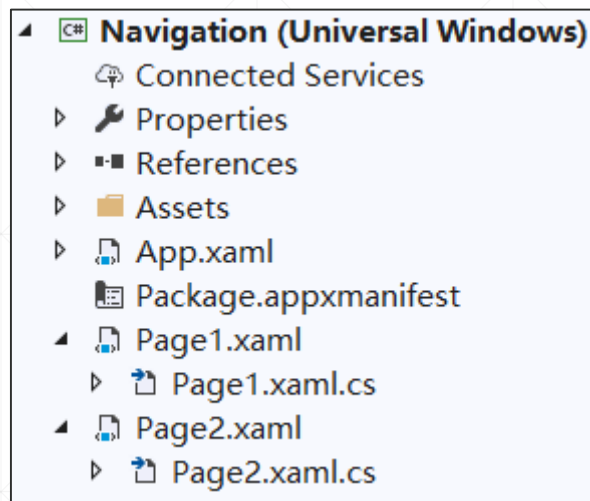 C# Navigation (Universal Windows)
Connected Services
Properties
References
Assets
App.xaml
Package.appxmanifest
Page1.xaml
Page1.xaml.cs
Page2.xaml
Page2.xaml.cs